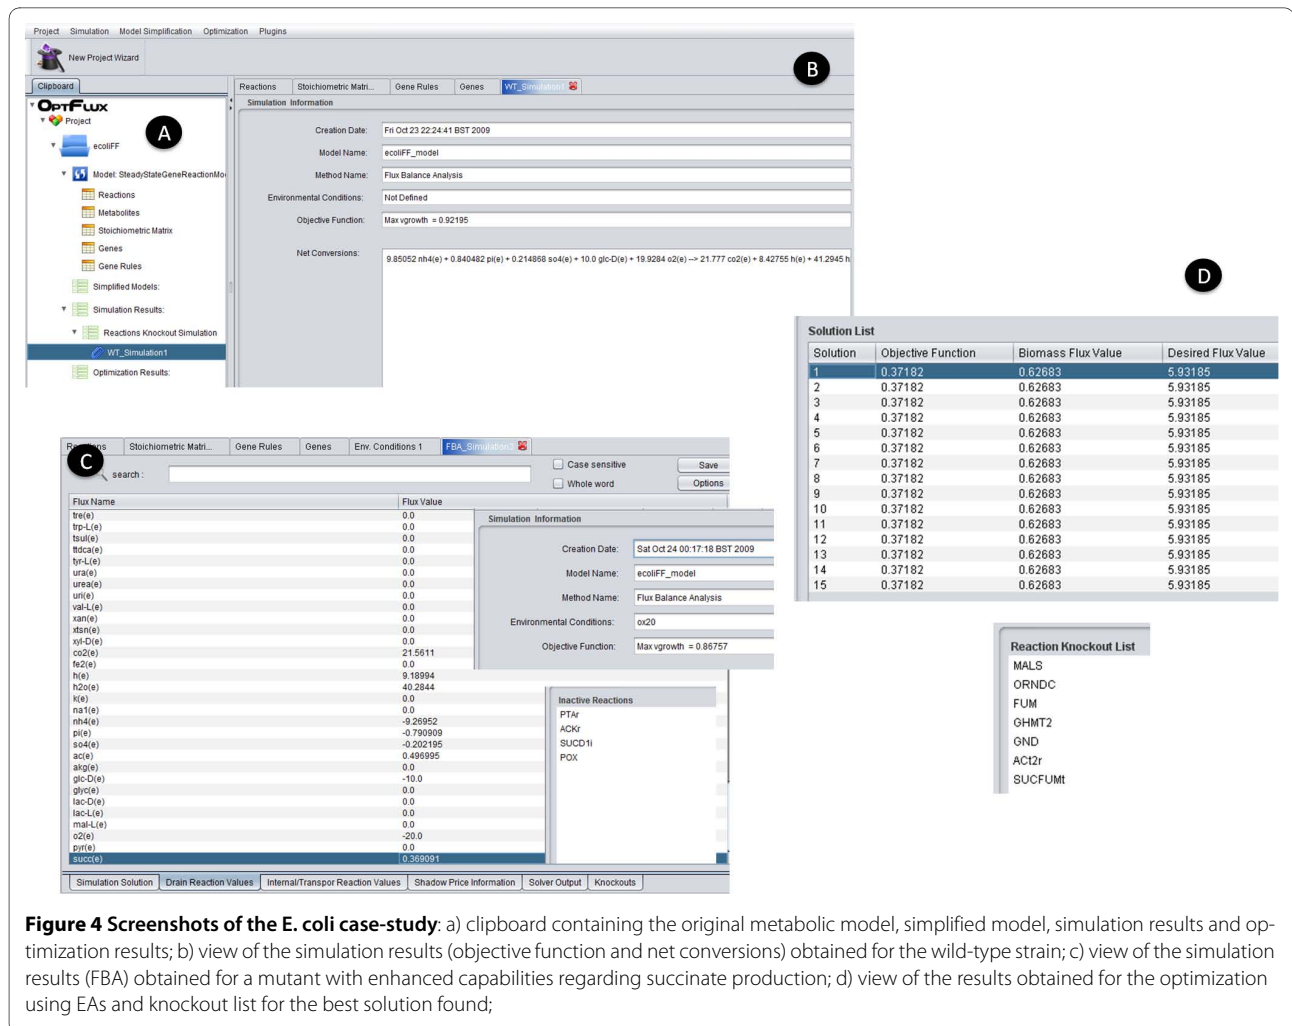 Project Simulation Model Simplification Optimization Plugins
New Project Wizard
Clipboard
OPTFLUX
Project
A
ecoliFF
Model: SteadyStateGeneReactionMo
Reactions
Metabolites
Stoichiometric Matrix
Genes
Gene Rules
Simplified Models:
Simulation Results:
Reactions Knockout Simulation
WT_Simulation1
Optimization Results:
B
Reactions Stoichiometric Matri... Gene Rules Genes WT_Simulation1
Simulation Information
Creation Date: Fri Oct 23 22:24:41 BST 2009
Model Name: ecoliFF_model
Method Name: Flux Balance Analysis
Environmental Conditions: Not Defined
Objective Function: Max vgrowth = 0.92195
Net Conversions: 9.85052 nh4(e) + 0.840482 pi(e) + 0.214868 so4(e) + 10.0 glc-D(e) + 19.9284 o2(e) --> 21.777 co2(e) + 8.42755 h(e) + 41.2945 h
D
Solution List
Solution Objective Function Biomass Flux Value Desired Flux Value
1 0.37182 0.62683 5.93185
2 0.37182 0.62683 5.93185
3 0.37182 0.62683 5.93185
4 0.37182 0.62683 5.93185
5 0.37182 0.62683 5.93185
6 0.37182 0.62683 5.93185
7 0.37182 0.62683 5.93185
8 0.37182 0.62683 5.93185
9 0.37182 0.62683 5.93185
10 0.37182 0.62683 5.93185
11 0.37182 0.62683 5.93185
12 0.37182 0.62683 5.93185
13 0.37182 0.62683 5.93185
14 0.37182 0.62683 5.93185
15 0.37182 0.62683 5.93185
Reaction Knockout List
MALS
ORNDC
FUM
GHMT2
GND
ACt2r
SUCFUMt
Stoichiometric Matri... Gene Rules Genes Env. Conditions 1 FBA_Simulation3
C
search :
Case sensitive
Whole word
Save
Options
Flux Name Flux Value
tre(e) 0.0
trp-L(e) 0.0
tsul(e) 0.0
ttdca(e) 0.0
tyr-L(e) 0.0
ura(e) 0.0
urea(e) 0.0
uri(e) 0.0
val-L(e) 0.0
xan(e) 0.0
xtsn(e) 0.0
xyl-D(e) 0.0
co2(e) 21.5611
fe2(e) 0.0
h(e) 9.18994
h2o(e) 40.2844
k(e) 0.0
na1(e) 0.0
nh4(e) -9.26952
pi(e) -0.790909
so4(e) -0.202195
ac(e) 0.496995
akg(e) 0.0
glc-D(e) -10.0
glyc(e) 0.0
lac-D(e) 0.0
lac-L(e) 0.0
mal-L(e) 0.0
o2(e) -20.0
pyr(e) 0.0
succ(e) 0.369091
Simulation Information
Creation Date: Sat Oct 24 00:17:18 BST 2009
Model Name: ecoliFF_model
Method Name: Flux Balance Analysis
Environmental Conditions: ox20
Objective Function: Max vgrowth = 0.86757
Inactive Reactions
PTAr
ACKr
SUCD1i
POX
Simulation Solution Drain Reaction Values Internal/Transpor Reaction Values Shadow Price Information Solver Output Knockouts
Figure 4 Screenshots of the E. coli case-study: a) clipboard containing the original metabolic model, simplified model, simulation results and op-
timization results; b) view of the simulation results (objective function and net conversions) obtained for the wild-type strain; c) view of the simulation
results (FBA) obtained for a mutant with enhanced capabilities regarding succinate production; d) view of the results obtained for the optimization
using EAs and knockout list for the best solution found;